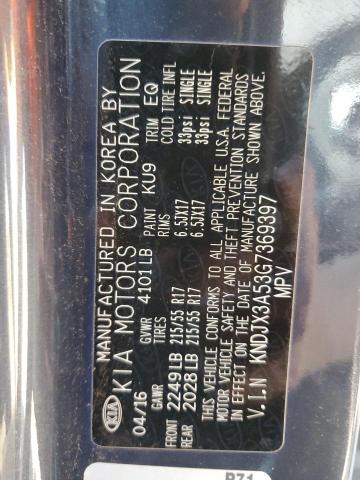 MANUFACTURED IN KOREA BY
KIA KIA MOTORS CORPORATION
04/16 GVWR 4101LB PAINT KU9 TRIM EQ
GAWR TIRES RIMS COLD TIRE INFL
FRONT 2249LB 215/55 R17 6.5JX17 33psi SINGLE
REAR 2028LB 215/55 R17 6.5JX17 33psi SINGLE
THIS VEHICLE CONFORMS TO ALL APPLICABLE U.S.A. FEDERAL
MOTOR VEHICLE SAFETY AND THEFT PREVENTION STANDARDS
IN EFFECT ON THE DATE OF MANUFACTURE SHOWN ABOVE.
V.I.N KNDJX3A53G7369397
MPV